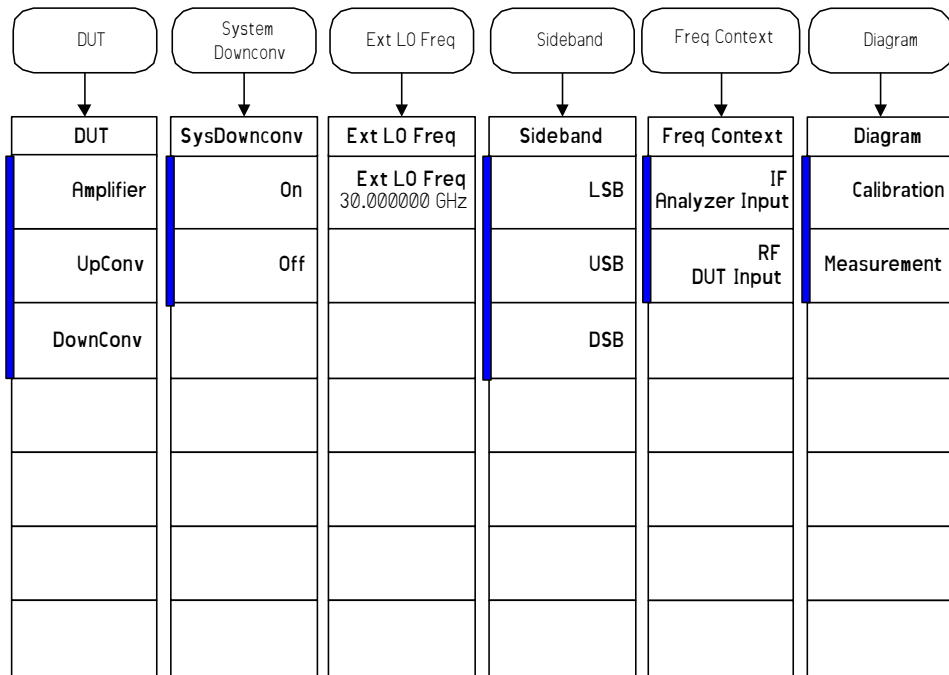 DUT
System
Downconv
Ext LO Freq
Sideband
Freq Context
Diagram
DUT
SysDownconv
Ext LO Freq
Sideband
Freq Context
Diagram
Amplifier
On
Ext LO Freq
30.000000 GHz
LSB
IF
Analyzer Input
Calibration
UpConv
Off
USB
RF
DUT Input
Measurement
DownConv
DSB